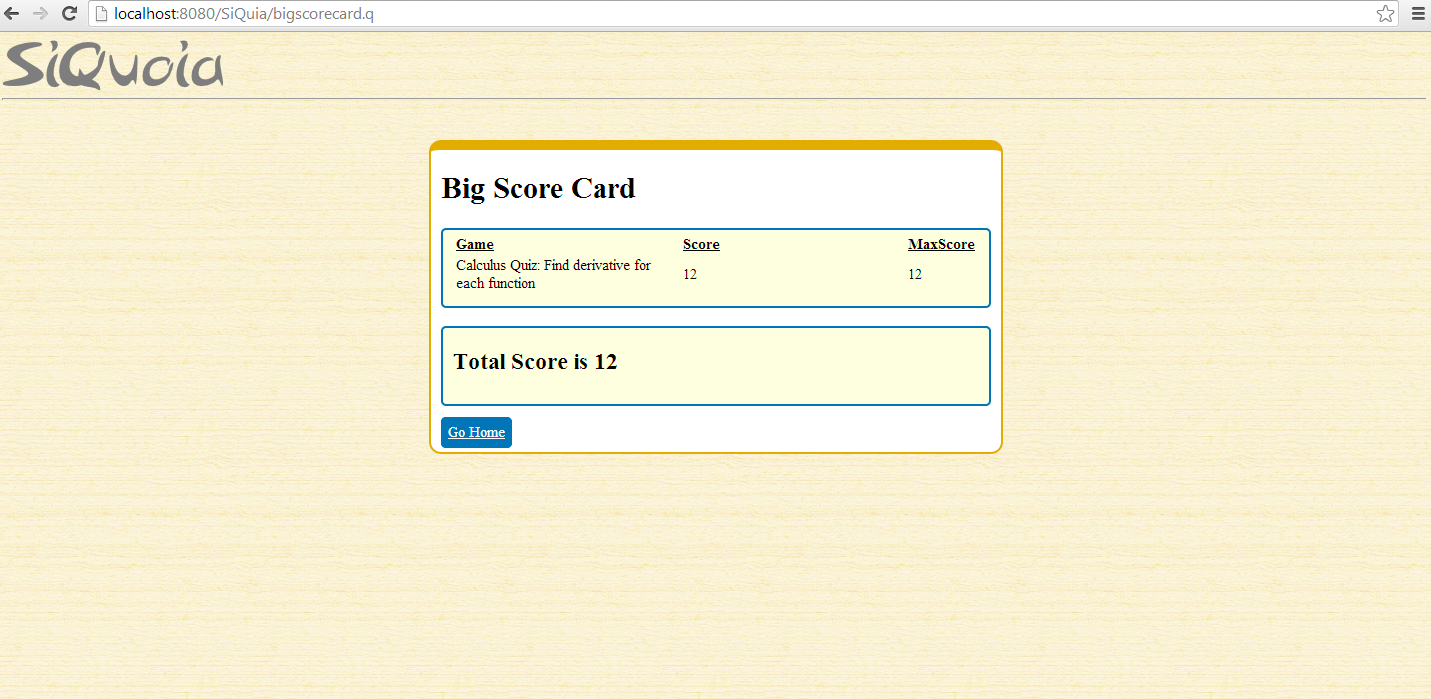 localhost:8080/SiQuia/bigscorecard.q
SiQuoia
Big Score Card
Game Score MaxScore
Calculus Quiz: Find derivative for
each function
12 12
Total Score is 12
Go Home